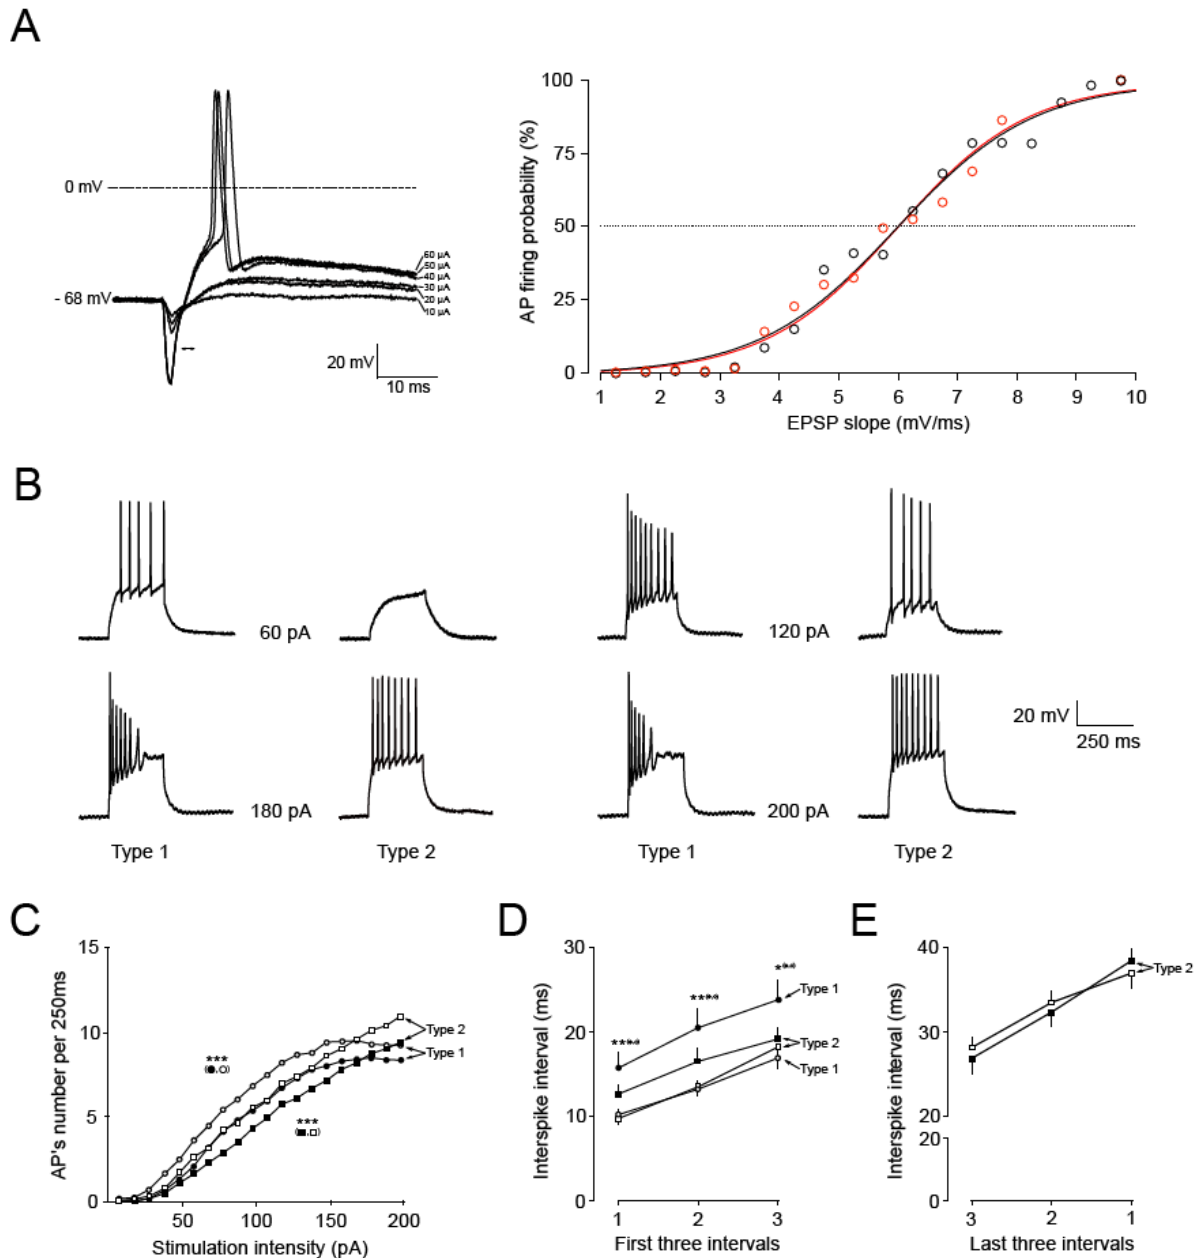 A
0 mV
- 68 mV
60 µA
50 µA
40 µA
30 µA
20 µA
10 µA
20 mV
10 ms
AP firing probability (%)
100
75
50
25
0
1 2 3 4 5 6 7 8 9 10
EPSP slope (mV/ms)
B
60 pA
120 pA
180 pA
200 pA
20 mV
250 ms
Type 1
Type 2
Type 1
Type 2
C
AP's number per 250ms
15
10
5
0
50 100 150 200
Stimulation intensity (pA)
***
(●,○)
***
(■,□)
Type 2
Type 1
D
Interspike interval (ms)
30
20
10
0
1 2 3
First three intervals
Type 1
Type 2
Type 1
E
Interspike interval (ms)
40
30
20
20
0
3 2 1
Last three intervals
Type 2